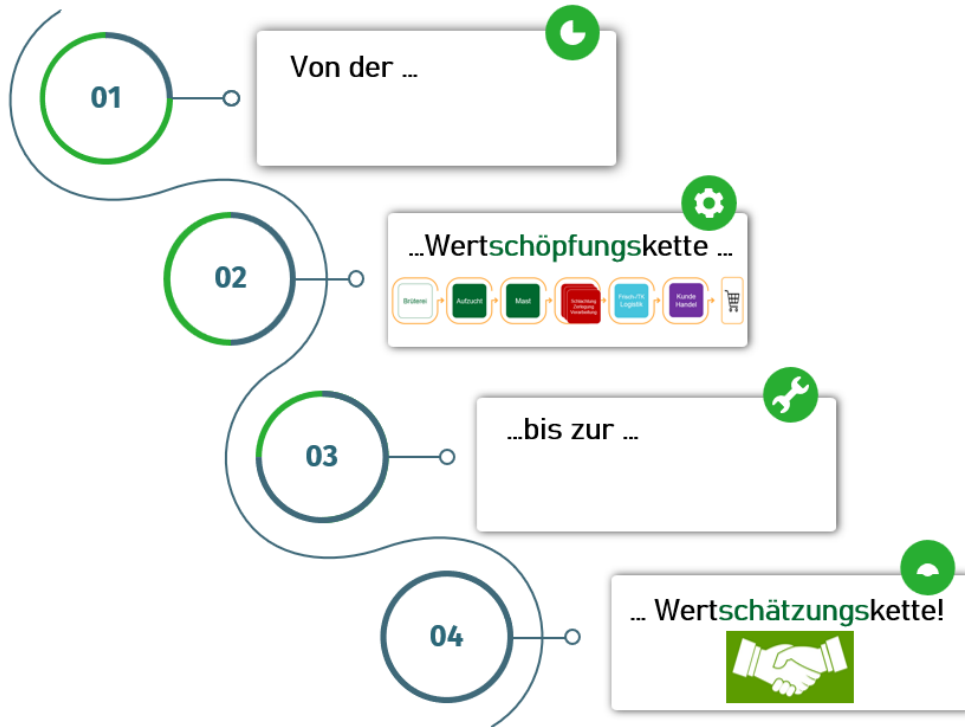 01
Von der ...
02
...Wertschöpfungskette ...
Brüterei
Aufzucht
Mast
Schlachtung
Zerlegung
Verarbeitung
Frisch-/TK
Logistik
Kunde
Handel
03
...bis zur ...
04
... Wertschätzungskette!